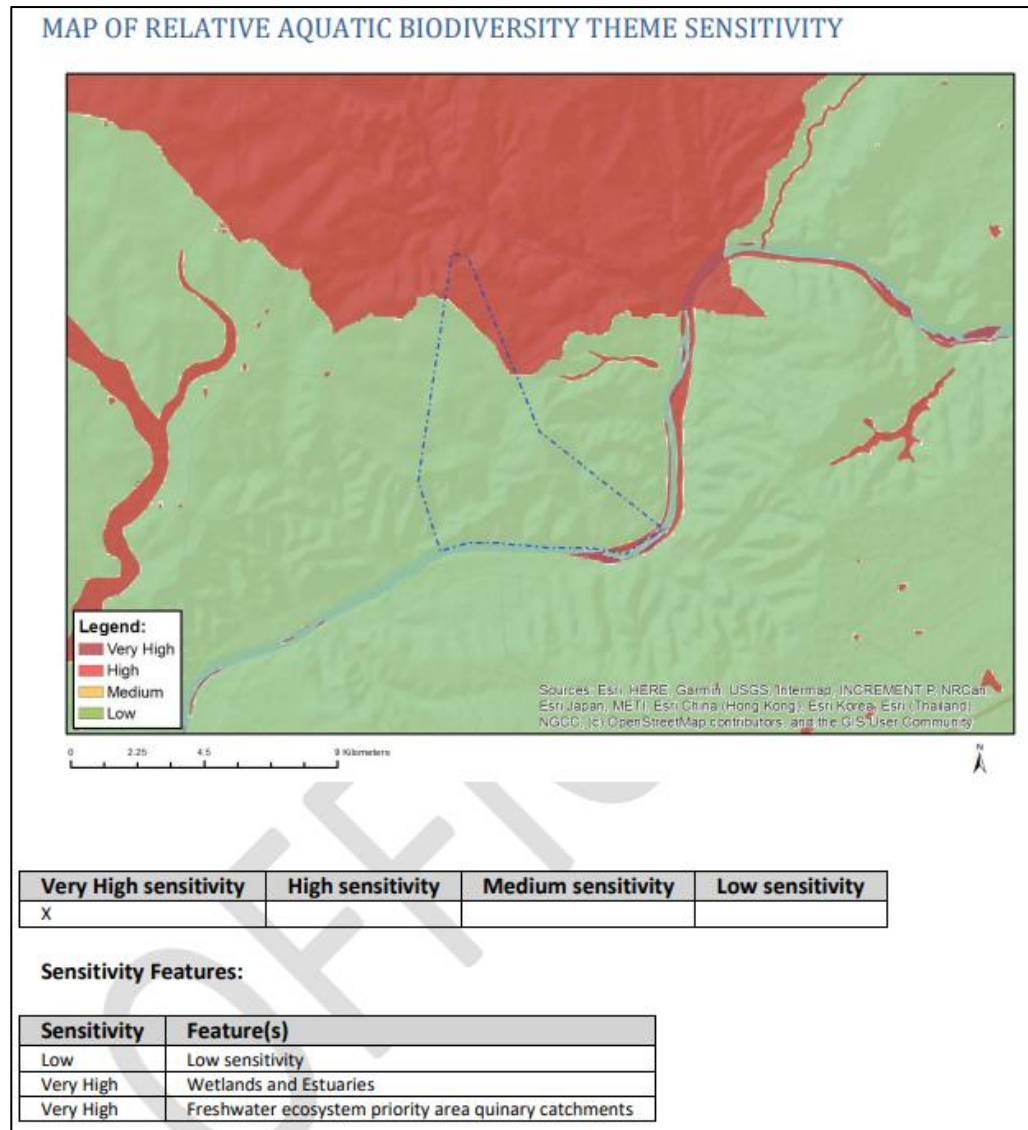 MAP OF RELATIVE AQUATIC BIODIVERSITY THEME SENSITIVITY
Legend:
Very High
High
Medium
Low
Sources: Esri, HERE, Garmin, USGS, Intermap, INCREMENT P, NRCan,
Esri Japan, METI, Esri China (Hong Kong), Esri Korea, Esri (Thailand),
NGCC, (c) OpenStreetMap contributors, and the GIS User Community
0 2.25 4.5 9 Kilometers
N
Very High sensitivity High sensitivity Medium sensitivity Low sensitivity
X
Sensitivity Features:
Sensitivity Feature(s)
Low Low sensitivity
Very High Wetlands and Estuaries
Very High Freshwater ecosystem priority area quinary catchments